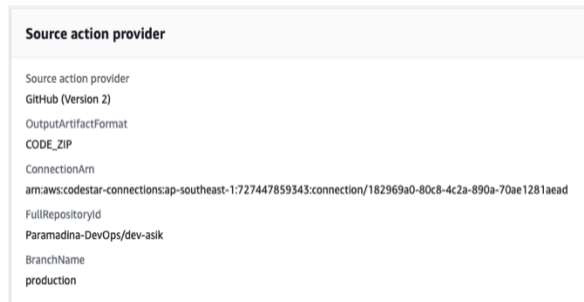 Source action provider
Source action provider
GitHub (Version 2)
OutputArtifactFormat
CODE_ZIP
ConnectionArn
arn:aws:codestar-connections:ap-southeast-1:727447859343:connection/182969a0-80c8-4c2a-890a-70ae1281aead
FullRepositoryId
Paramadina-DevOps/dev-asik
BranchName
production